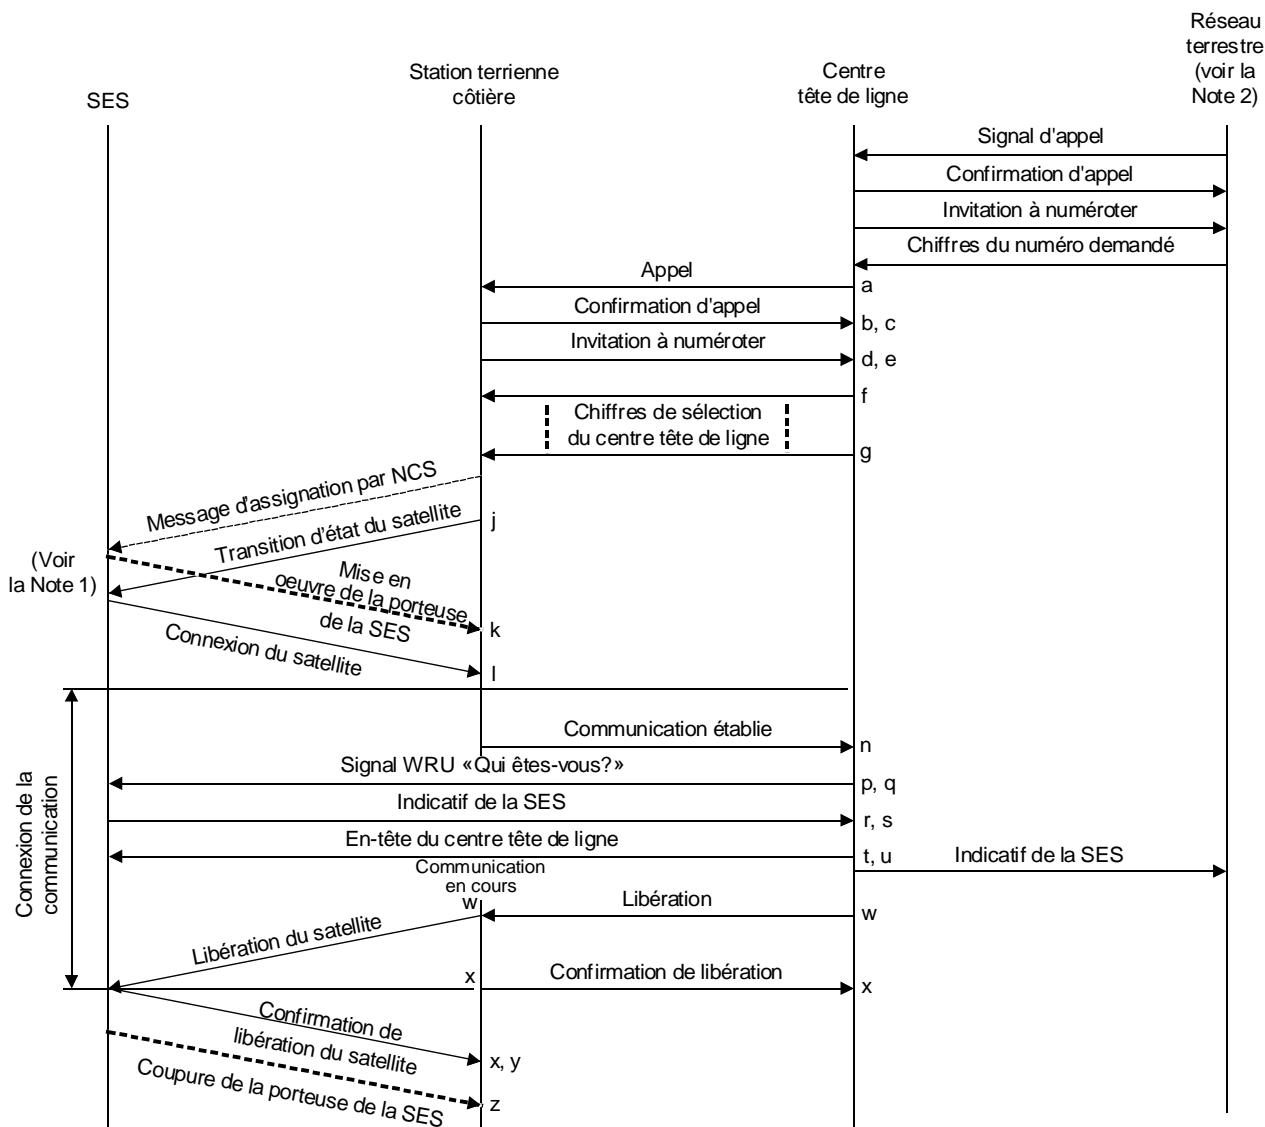 Réseau
terrestre
(voir la
Note 2)
Station terrienne
côtière
Centre
tête de ligne
SES
Signal d'appel
Confirmation d'appel
Invitation à numéroter
Chiffres du numéro demandé
Appel
a
Confirmation d'appel
b, c
Invitation à numéroter
d, e
f
Chiffres de sélection
du centre tête de ligne
g
Message d'assignation par NCS
j
Transition d'état du satellite
(Voir
la Note 1)
Mise en
oeuvre de la porteuse
de la SES
k
Connexion du satellite
l
Connexion de la
communication
Communication établie
n
Signal WRU «Qui êtes-vous?»
p, q
Indicatif de la SES
r, s
En-tête du centre tête de ligne
t, u
Indicatif de la SES
Communication
en cours
w
Libération
w
Libération du satellite
x
Confirmation de libération
x
Confirmation de
libération du satellite
x, y
Coupure de la porteuse de la SES
z